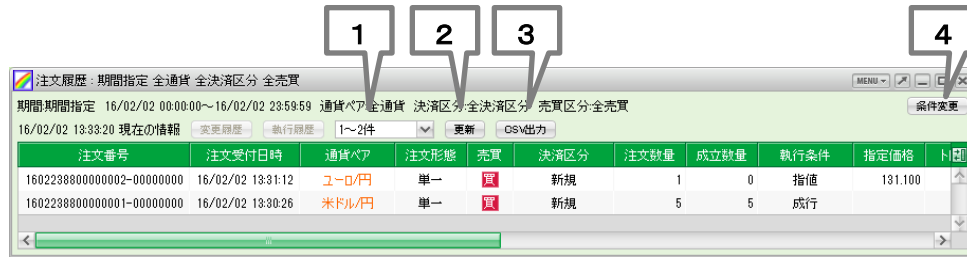 1 2 3 4
注文履歴 : 期間指定 全通貨 全決済区分 全売買 MENU
期間:期間指定 16/02/02 00:00:00～16/02/02 23:59:59 通貨ペア:全通貨 決済区分:全決済区分 売買区分:全売買 条件変更
16/02/02 13:33:20 現在の情報 変更履歴 執行履歴 1～2件 更新 CSV出力
注文番号 注文受付日時 通貨ペア 注文形態 売買 決済区分 注文数量 成立数量 執行条件 指定価格 ト
1602238800000002-00000000 16/02/02 13:31:12 ユーロ/円 単一 買 新規 1 0 指値 131.100
1602238800000001-00000000 16/02/02 13:30:26 米ドル/円 単一 買 新規 5 5 成行